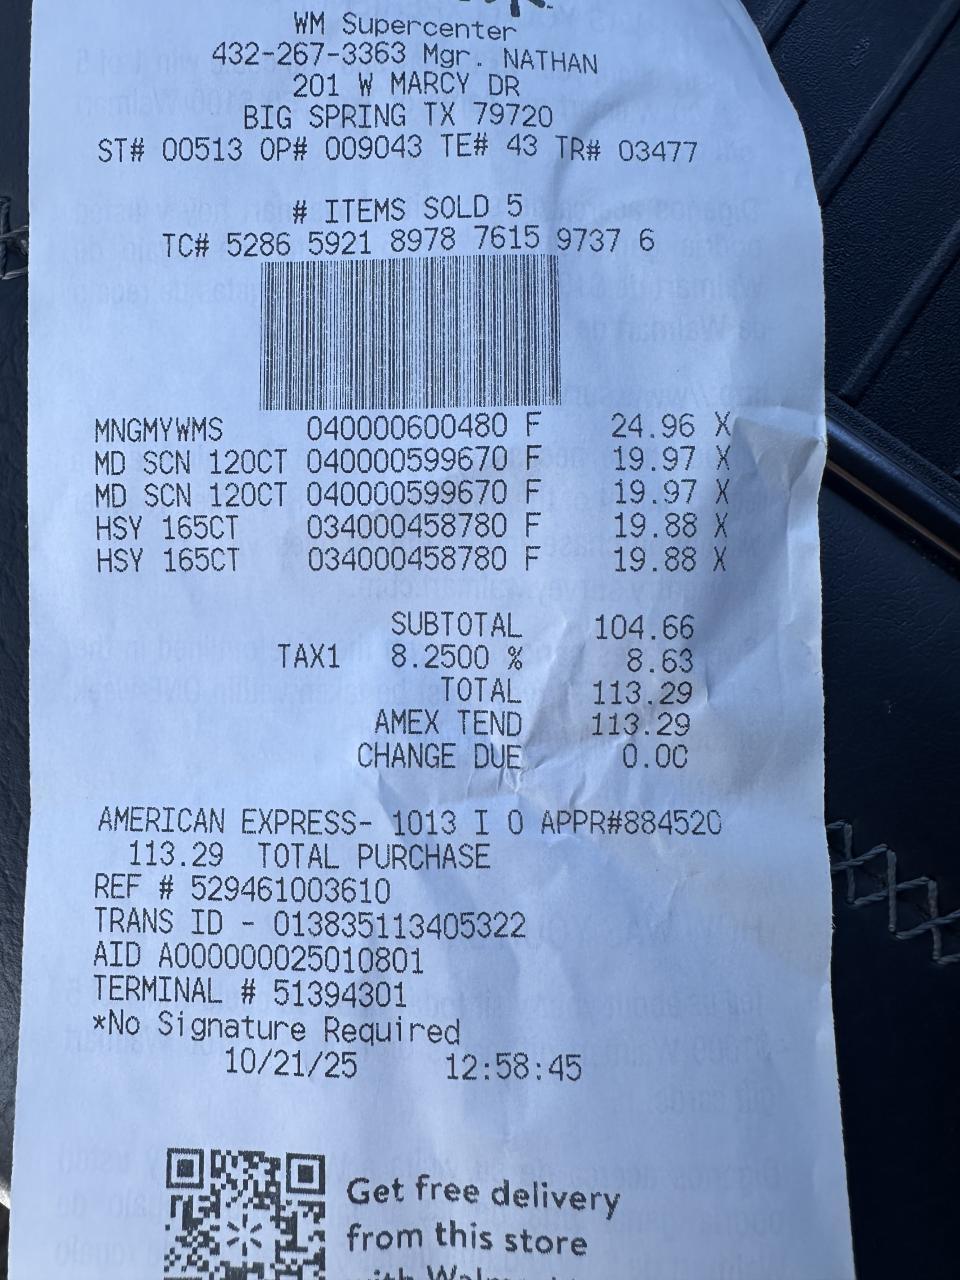 WM Supercenter
432-267-3363 Mgr. NATHAN
201 W MARCY DR
BIG SPRING TX 79720
ST# 00513 OP# 009043 TE# 43 TR# 03477
# ITEMS SOLD 5
TC# 5286 5921 8978 7615 9737 6
MNGMYWMS 040000600480 F 24.96 X
MD SCN 120CT 040000599670 F 19.97 X
MD SCN 120CT 040000599670 F 19.97 X
HSY 165CT 034000458780 F 19.88 X
HSY 165CT 034000458780 F 19.88 X
SUBTOTAL 104.66
TAX1 8.2500 % 8.63
TOTAL 113.29
AMEX TEND 113.29
CHANGE DUE 0.00
AMERICAN EXPRESS- 1013 I 0 APPR#884520
113.29 TOTAL PURCHASE
REF # 529461003610
TRANS ID - 013835113405322
AID A000000025010801
TERMINAL # 51394301
*No Signature Required
10/21/25 12:58:45
Get free delivery
from this store
with